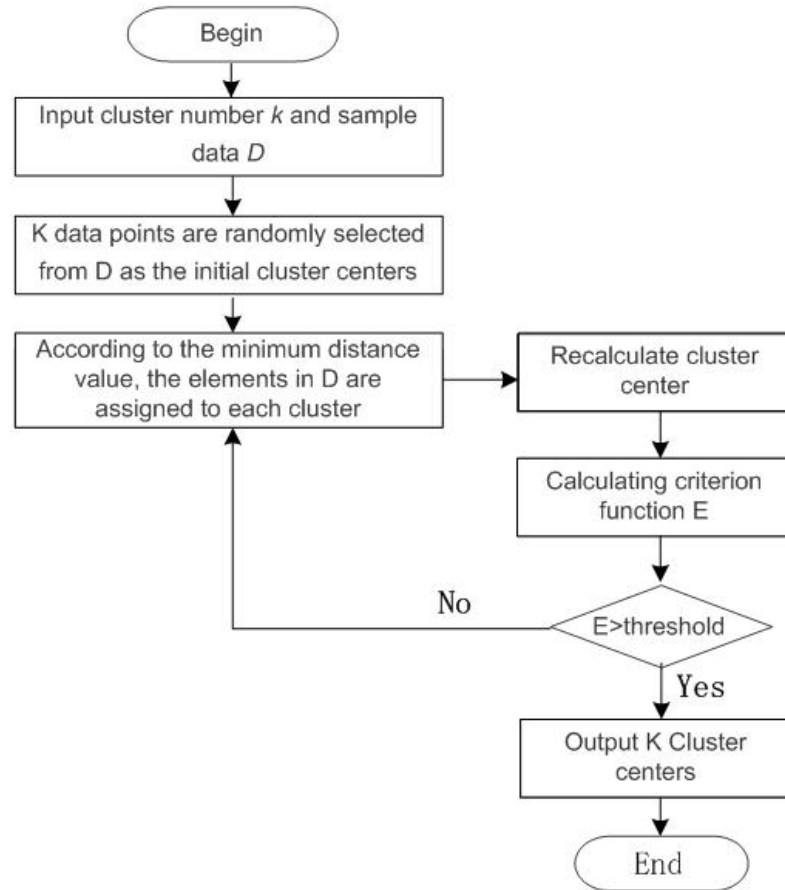 Begin
Input cluster number k and sample
data D
K data points are randomly selected
from D as the initial cluster centers
According to the minimum distance
value, the elements in D are
assigned to each cluster
Recalculate cluster
center
Calculating criterion
function E
E>threshold
No
Yes
Output K Cluster
centers
End